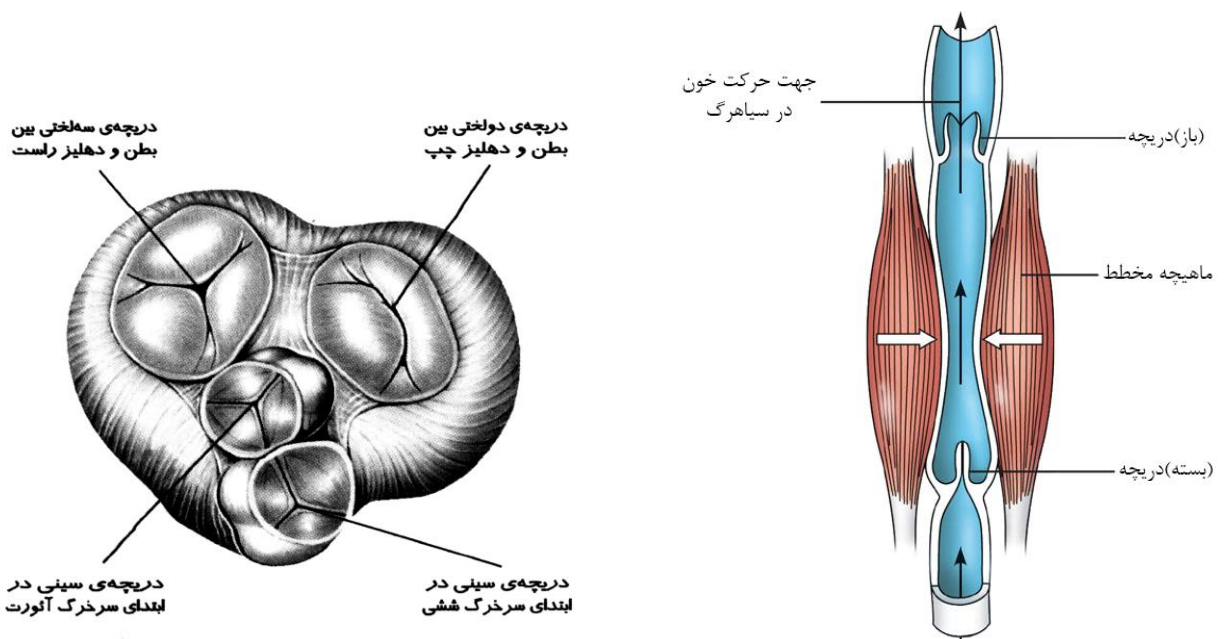 دریچه‌ی سه‌لختی بین
بطن و دهلیز راست
دریچه‌ی دولختی بین
بطن و دهلیز چپ
دریچه‌ی سینی در
ابتدای سرخرگ آئورت
دریچه‌ی سینی در
ابتدای سرخرگ ششی
جهت حرکت خون
در سیاهرگ
(باز)دریچه
ماهیچه مخطط
(بسته)دریچه